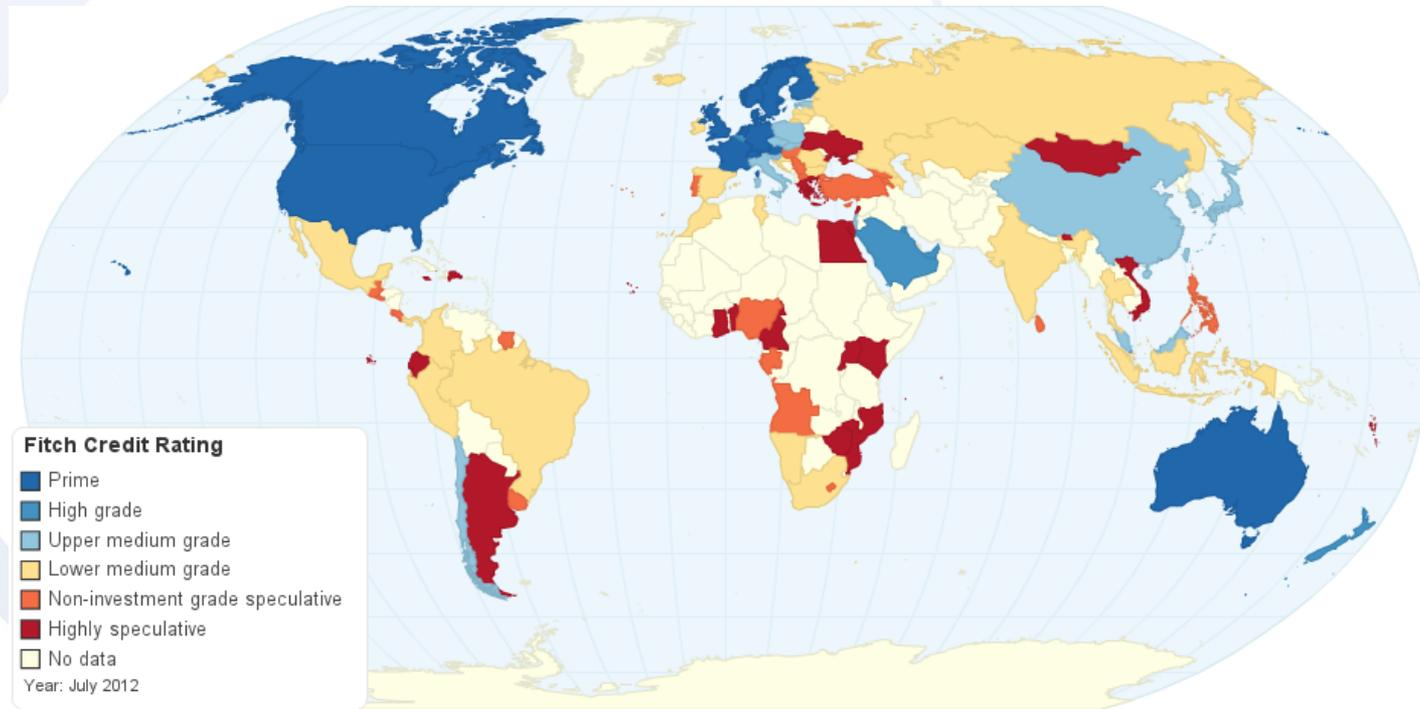 Fitch Credit Rating
Prime
High grade
Upper medium grade
Lower medium grade
Non-investment grade speculative
Highly speculative
No data
Year: July 2012